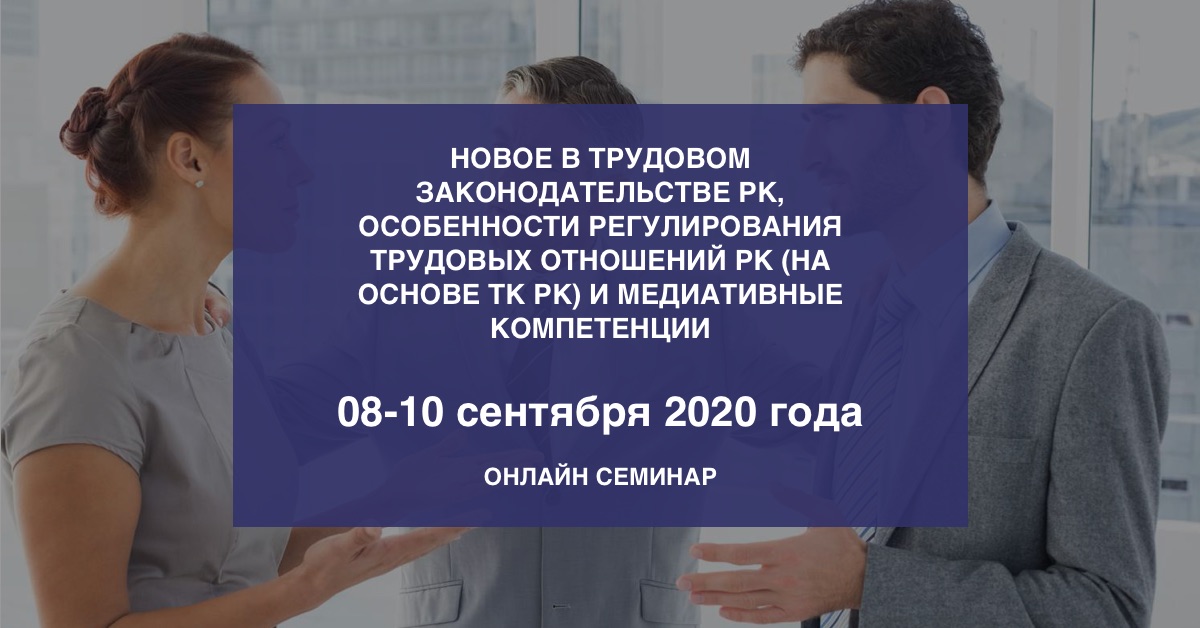 НОВОЕ В ТРУДОВОМ
ЗАКОНОДАТЕЛЬСТВЕ РК,
ОСОБЕННОСТИ РЕГУЛИРОВАНИЯ
ТРУДОВЫХ ОТНОШЕНИЙ РК (НА
ОСНОВЕ ТК РК) И МЕДИАТИВНЫЕ
КОМПЕТЕНЦИИ
08-10 сентября 2020 года
ОНЛАЙН СЕМИНАР